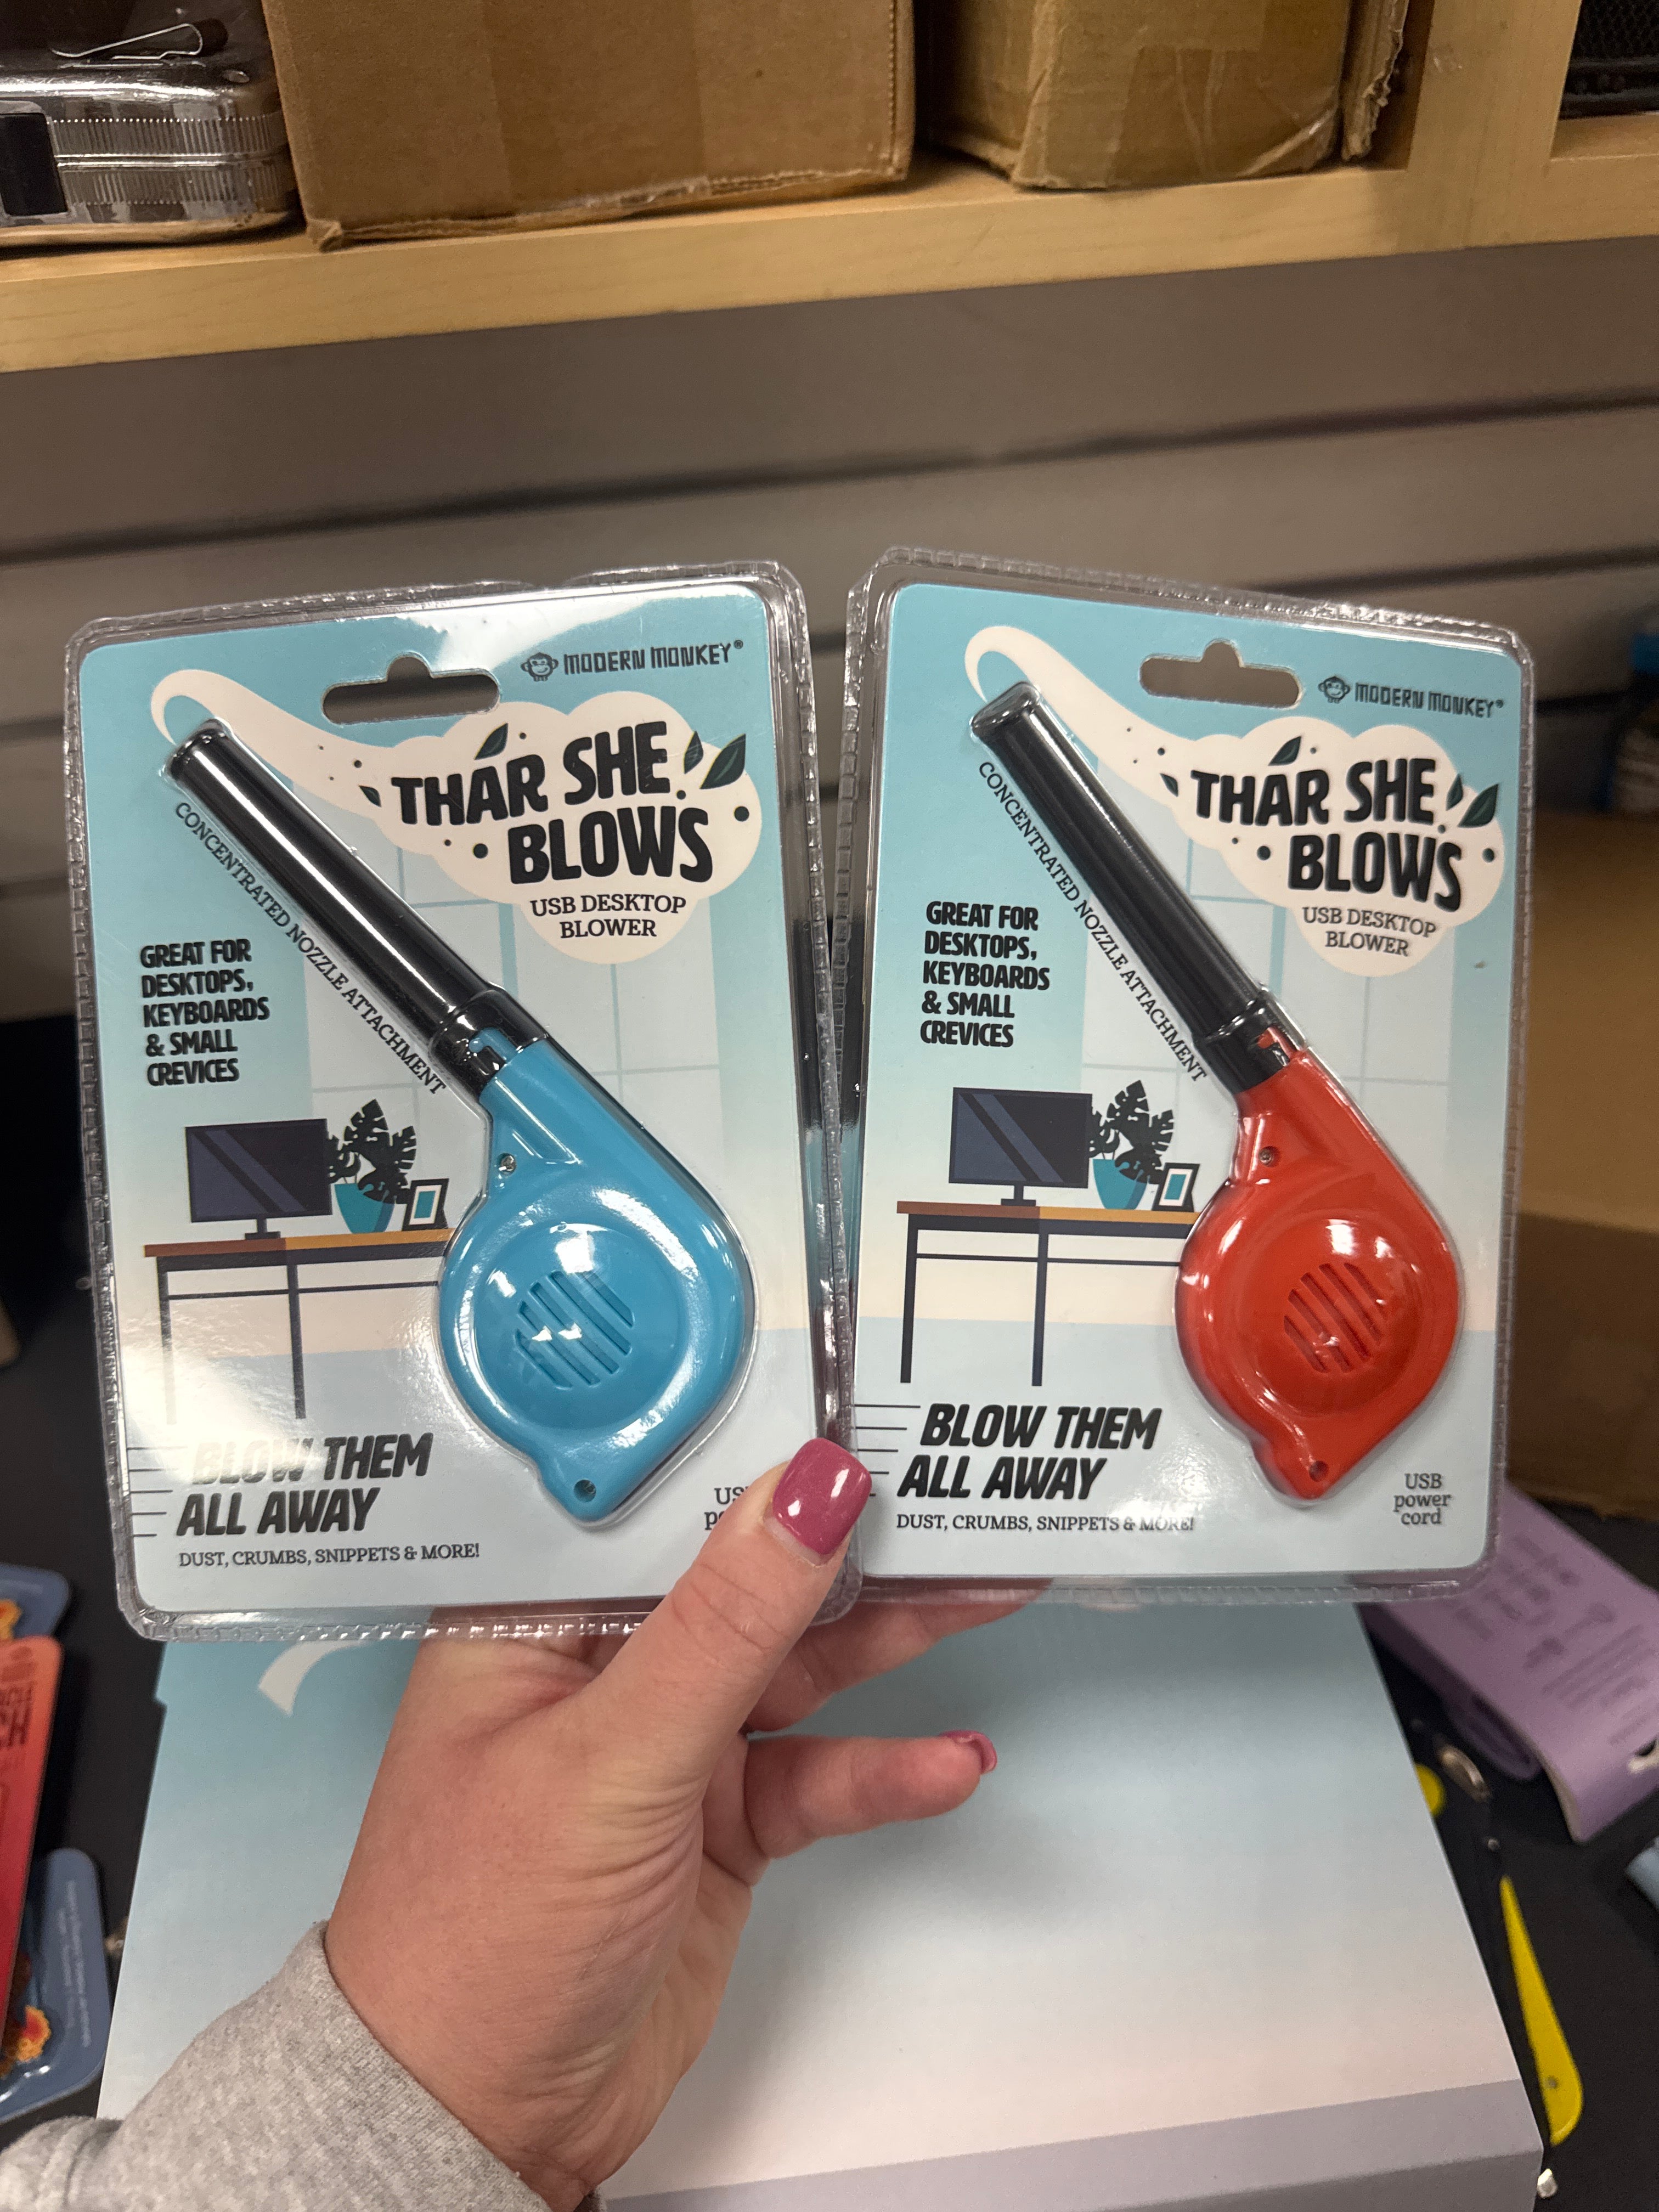 MODERN MONKEY®
THAR SHE
BLOWS
USB DESKTOP
BLOWER
CONCENTRATED NOZZLE ATTACHMENT
GREAT FOR
DESKTOPS,
KEYBOARDS
& SMALL
CREVICES
BLOW THEM
ALL AWAY
DUST, CRUMBS, SNIPPETS & MORE!
MODERN MONKEY®
THAR SHE
BLOWS
USB DESKTOP
BLOWER
CONCENTRATED NOZZLE ATTACHMENT
GREAT FOR
DESKTOPS,
KEYBOARDS
& SMALL
CREVICES
BLOW THEM
ALL AWAY
DUST, CRUMBS, SNIPPETS & MORE!
USB
power
cord